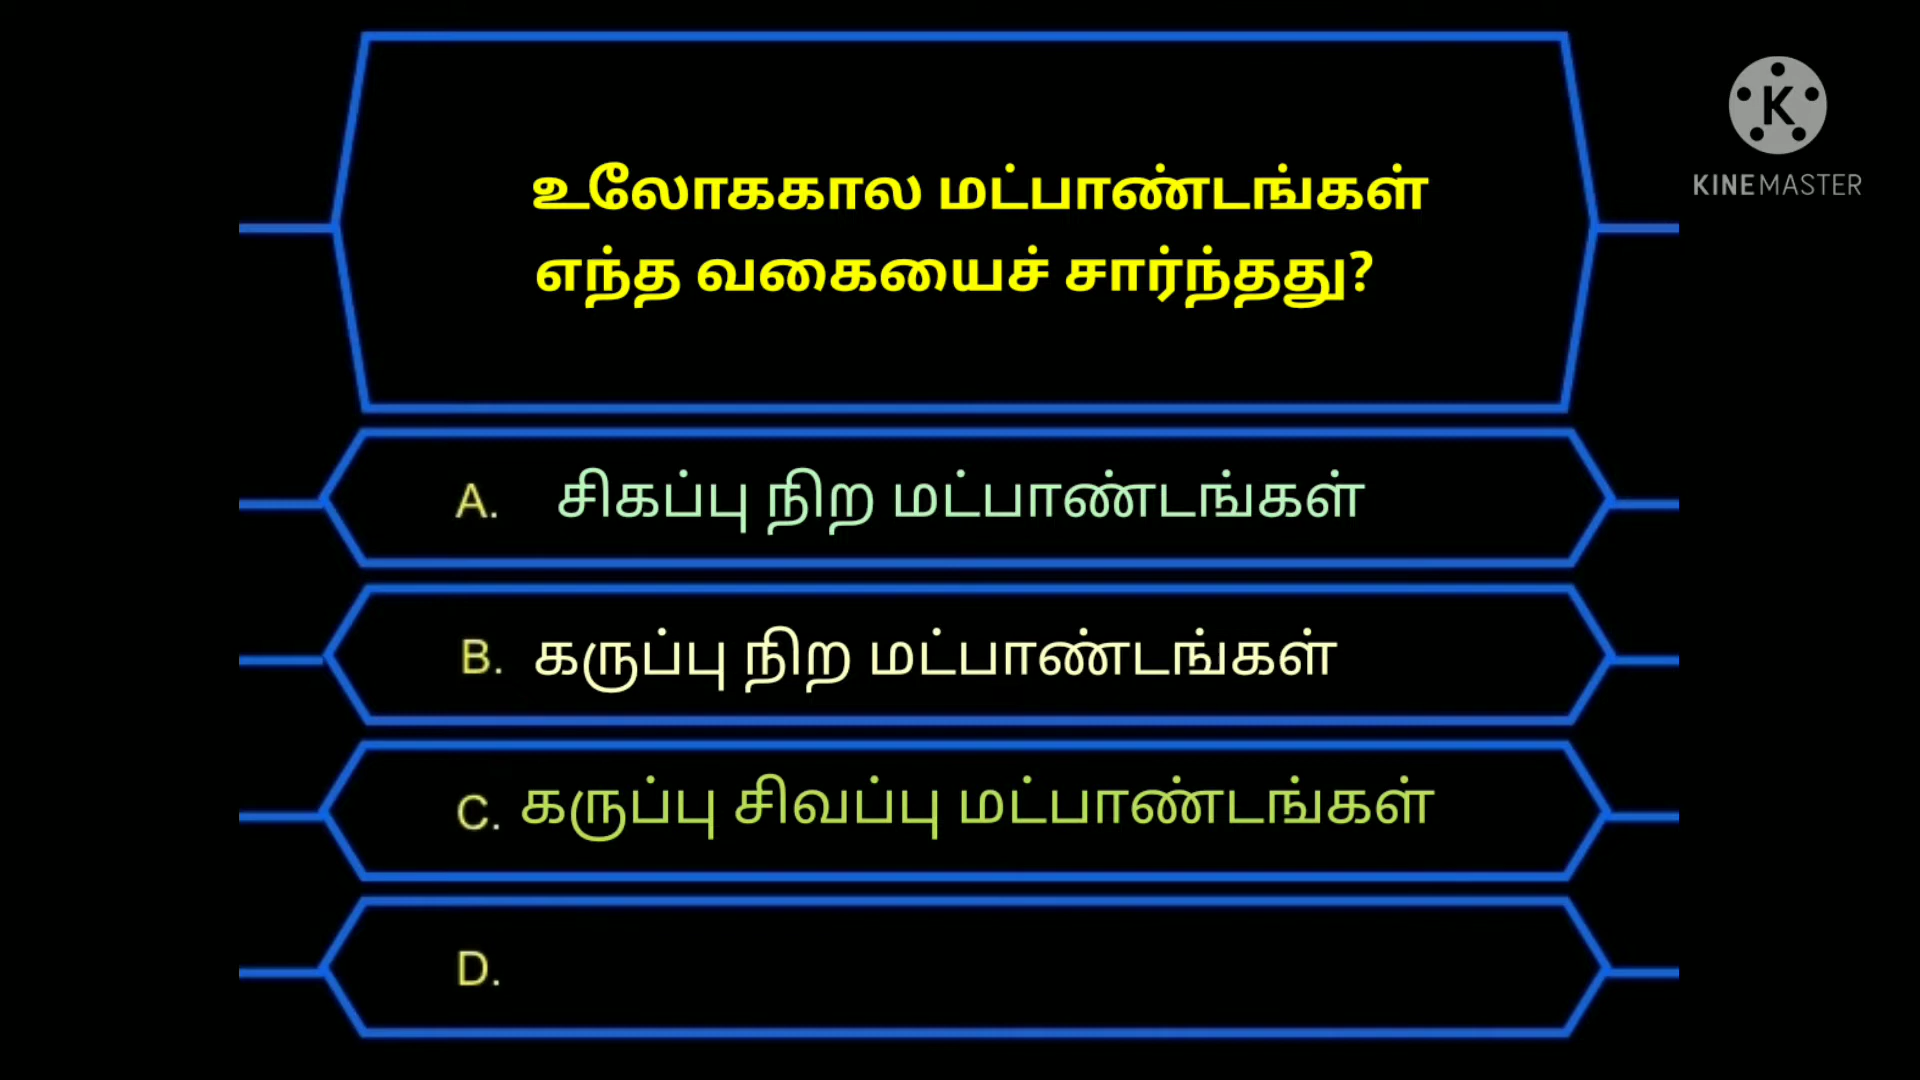 உலோககால மட்பாண்டங்கள்
எந்த வகையைச் சார்ந்தது?
A. சிகப்பு நிற மட்பாண்டங்கள்
B. கருப்பு நிற மட்பாண்டங்கள்
C. கருப்பு சிவப்பு மட்பாண்டங்கள்
D.
K
KINEMASTER